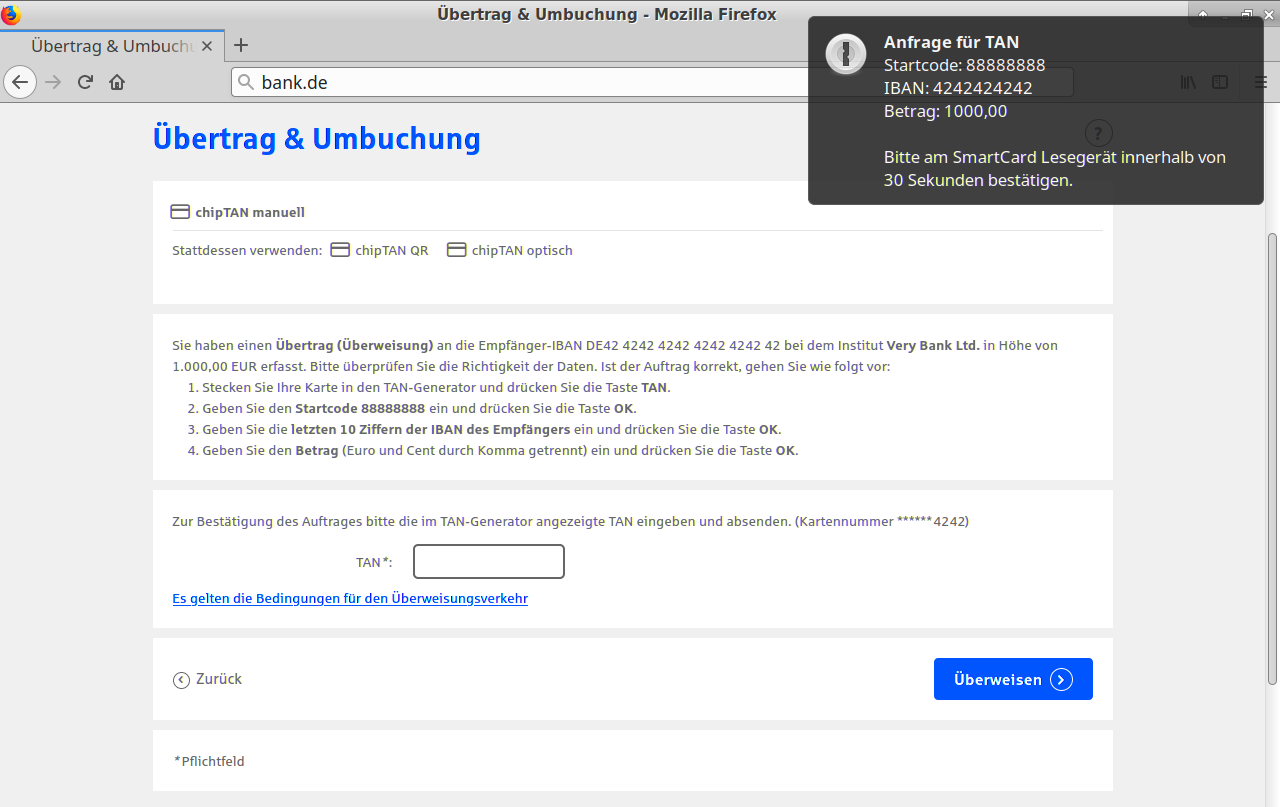 Übertrag & Umbuchung - Mozilla Firefox
Übertrag & Umbuchu
bank.de
Anfrage für TAN
Startcode: 88888888
IBAN: 4242424242
Betrag: 1000,00
Bitte am SmartCard Lesegerät innerhalb von
30 Sekunden bestätigen.
?
Übertrag & Umbuchung
chipTAN manuell
Stattdessen verwenden: chipTAN QR chipTAN optisch
Sie haben einen Übertrag (Überweisung) an die Empfänger-IBAN DE42 4242 4242 4242 4242 42 bei dem Institut Very Bank Ltd. in Höhe von
1.000,00 EUR erfasst. Bitte überprüfen Sie die Richtigkeit der Daten. Ist der Auftrag korrekt, gehen Sie wie folgt vor:
1. Stecken Sie Ihre Karte in den TAN-Generator und drücken Sie die Taste TAN.
2. Geben Sie den Startcode 88888888 ein und drücken Sie die Taste OK.
3. Geben Sie die letzten 10 Ziffern der IBAN des Empfängers ein und drücken Sie die Taste OK.
4. Geben Sie den Betrag (Euro und Cent durch Komma getrennt) ein und drücken Sie die Taste OK.
Zur Bestätigung des Auftrages bitte die im TAN-Generator angezeigte TAN eingeben und absenden. (Kartennummer ******4242)
TAN*:
Es gelten die Bedingungen für den Überweisungsverkehr
Zurück
Überweisen
*Pflichtfeld